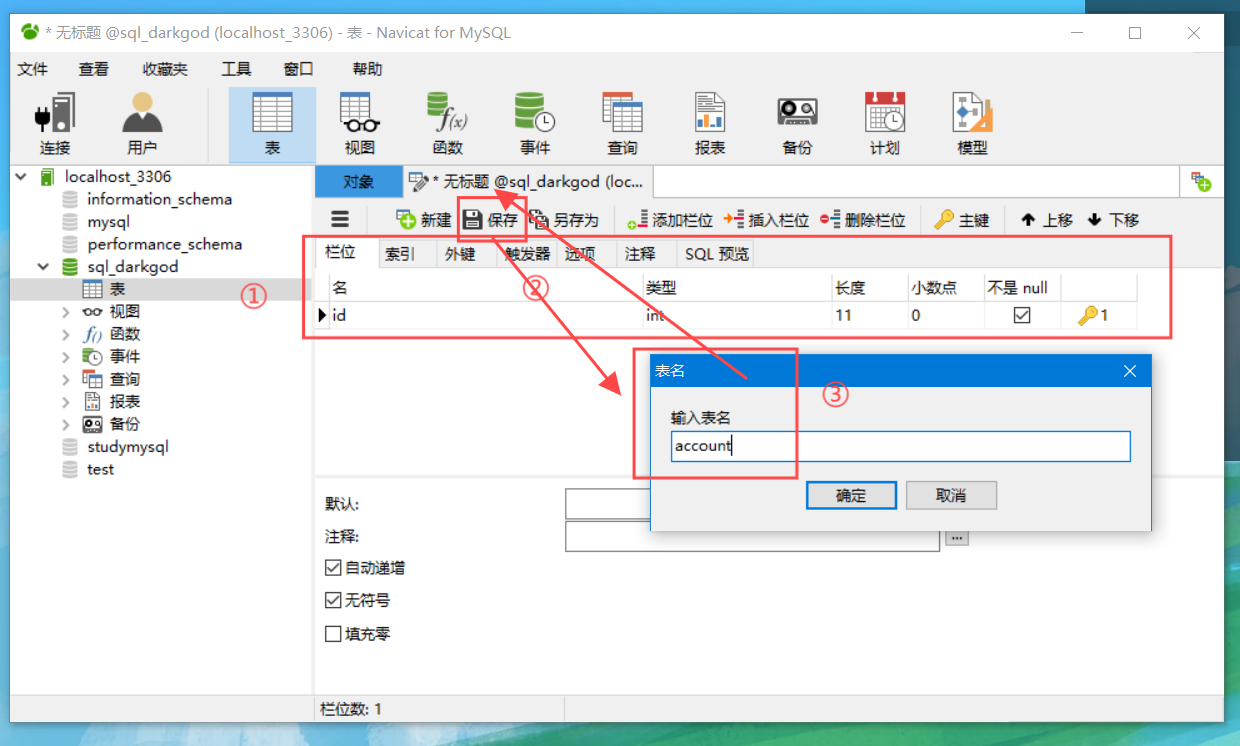 * 无标题 @sql_darkgod (localhost_3306) - 表 - Navicat for MySQL
文件 查看 收藏夹 工具 窗口 帮助
连接 用户 表 视图 函数 事件 查询 报表 备份 计划 模型
localhost_3306
information_schema
mysql
performance_schema
sql_darkgod
表
视图
函数
事件
查询
报表
备份
studymysql
test
对象 * 无标题 @sql_darkgod (loc...
新建 保存 另存为 添加栏位 插入栏位 删除栏位 主键 上移 下移
栏位 索引 外键 触发器 选项 注释 SQL 预览
① ②
名 类型 长度 小数点 不是 null
id int 11 0 1
表名
③
输入表名
account
确定 取消
默认:
注释:
...
自动递增
无符号
填充零
栏位数: 1